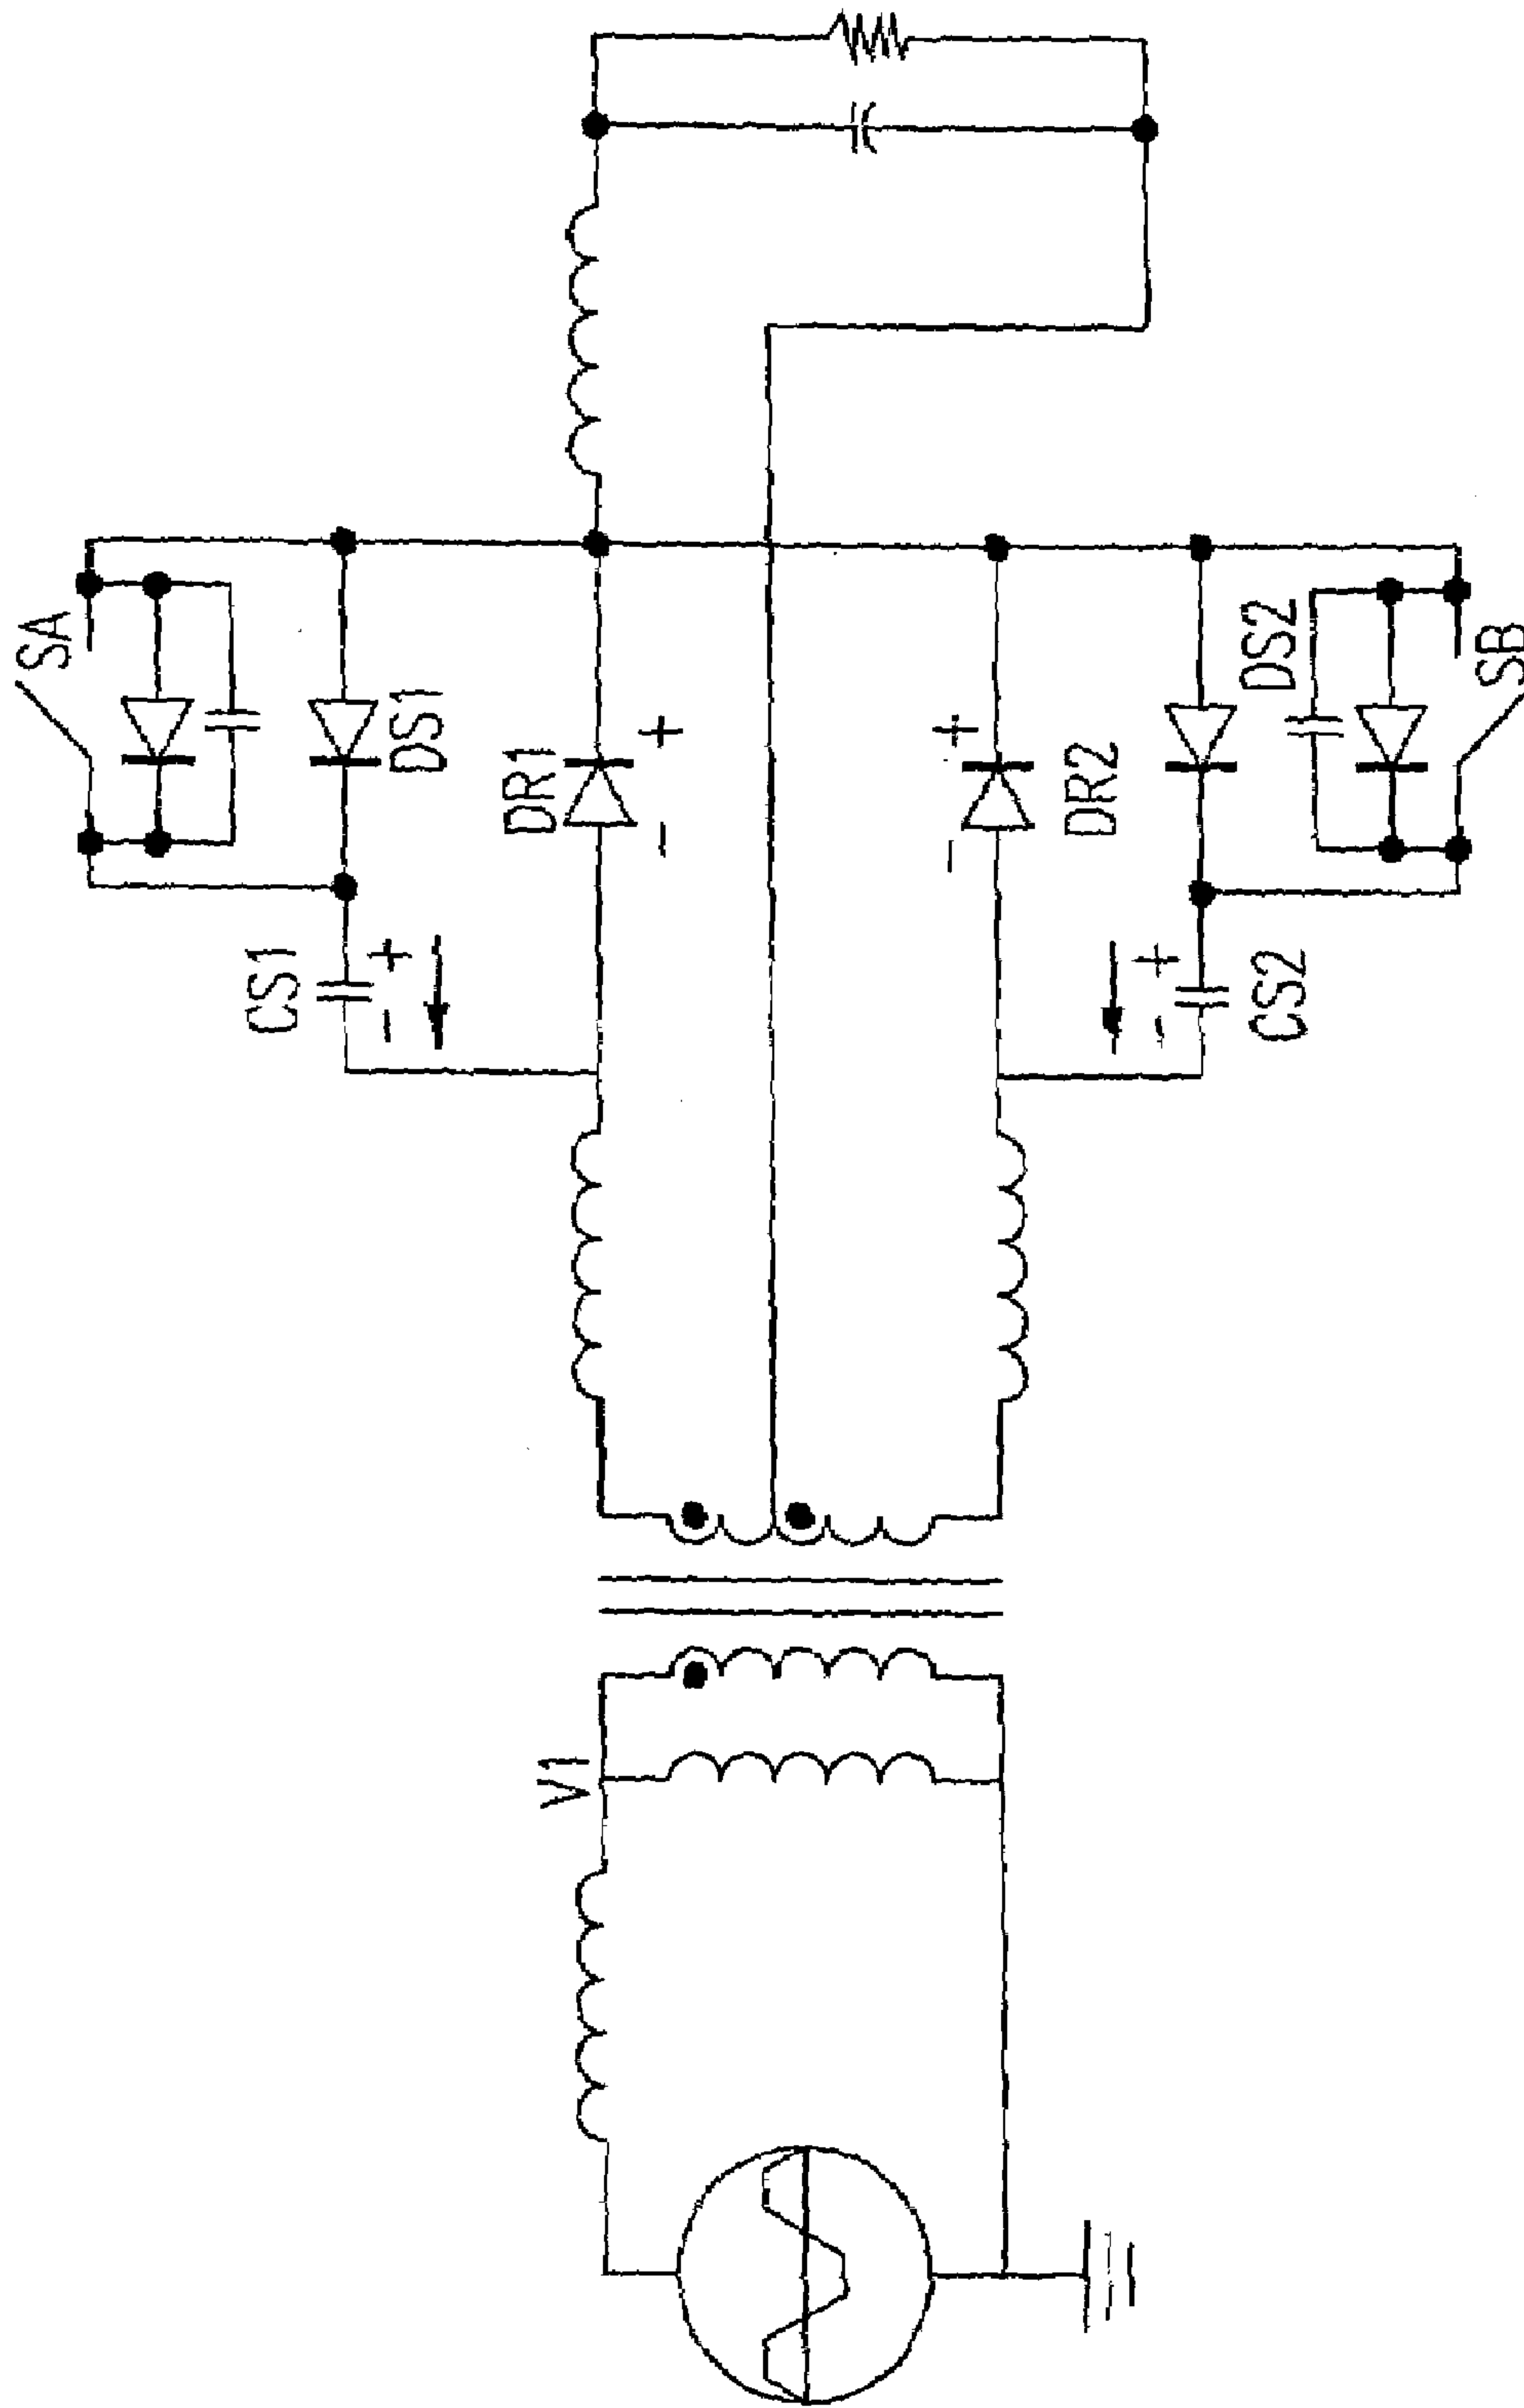 V1
CS1
SA
DS1
DR1
+
-
+
-
+
-
DR2
+
-
CS2
DS2
SB